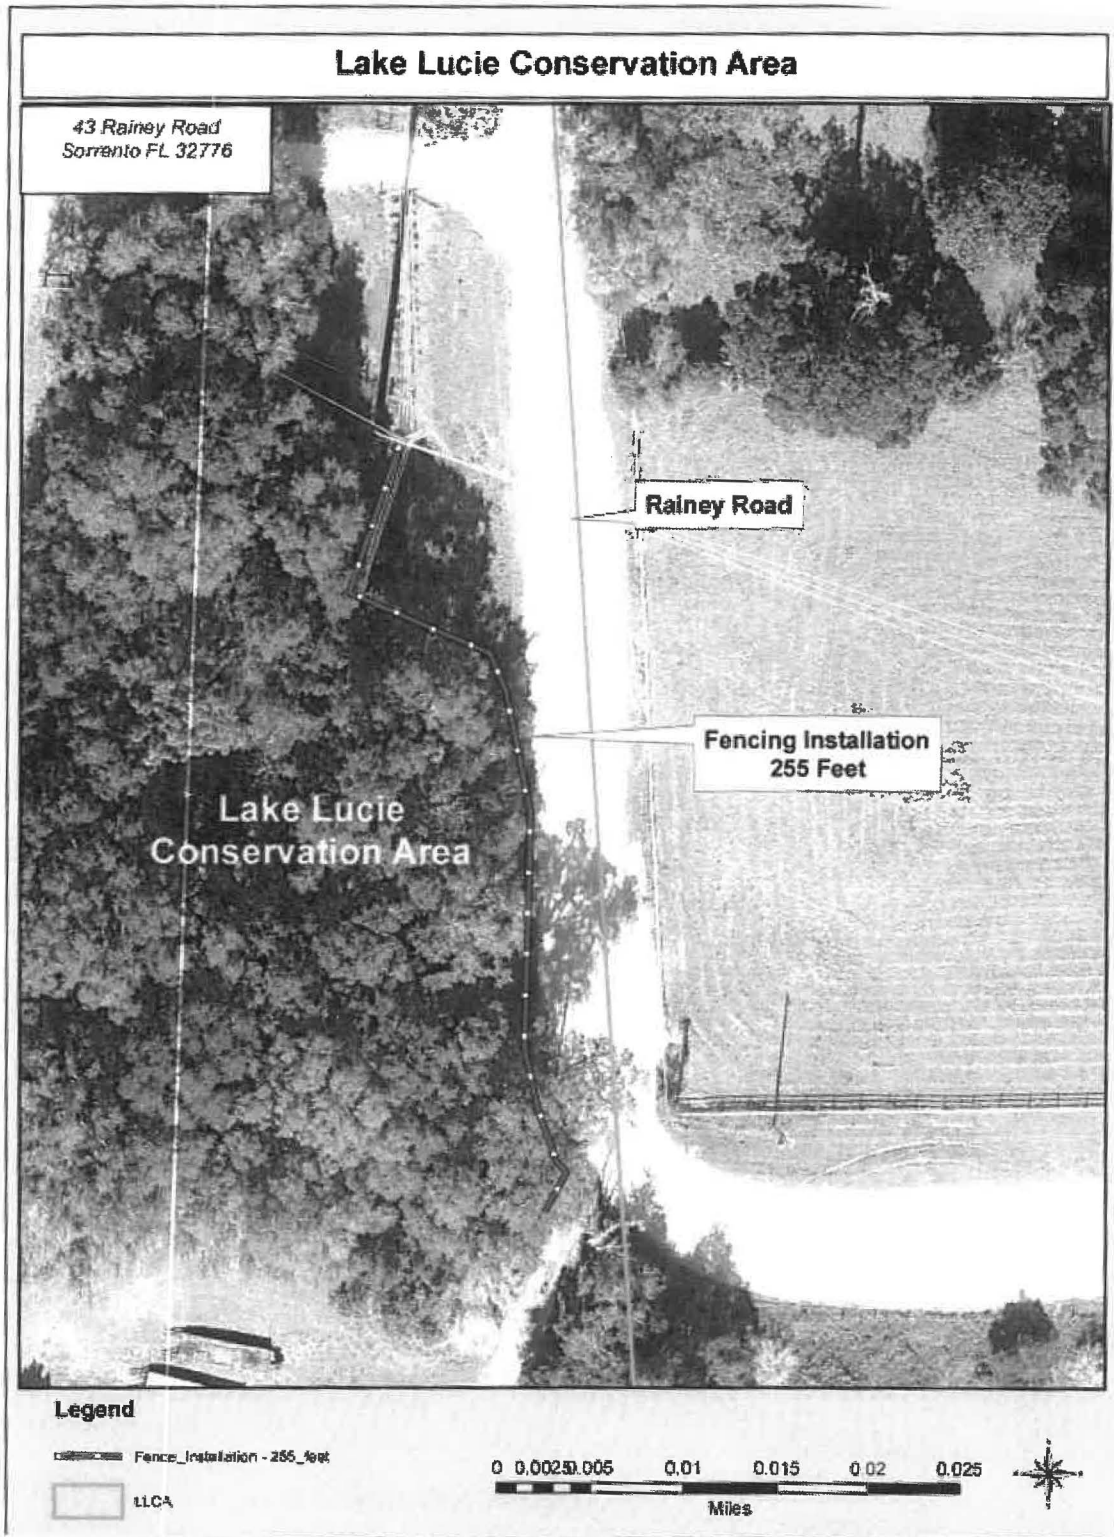 Lake Lucie Conservation Area
43 Rainey Road
Sorrento FL 32776
Rainey Road
Fencing Installation
255 Feet
Lake Lucie
Conservation Area
Legend
Fence_Installation - 255_feet
LLCA
0 0.0025 0.005 0.01 0.015 0.02 0.025
Miles